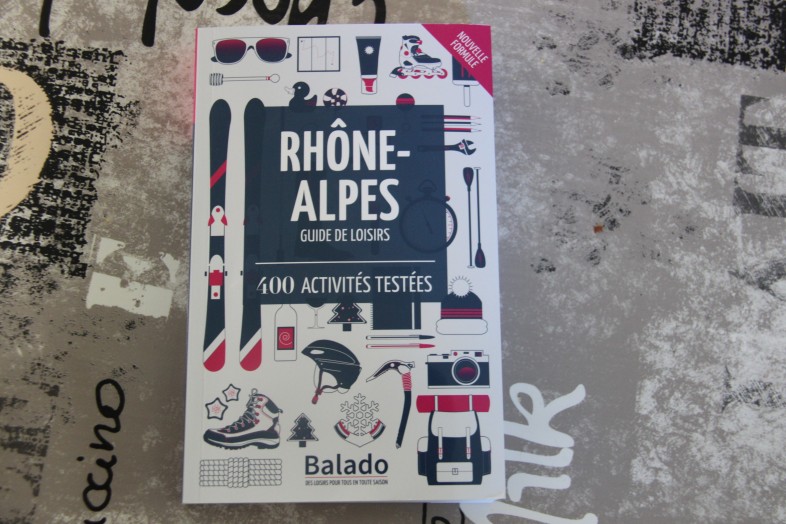 NOUVELLE
FORMULE
RHÔNE-
ALPES
GUIDE DE LOISIRS
400 ACTIVITÉS TESTÉES
Balado
DES LOISIRS POUR TOUS EN TOUTE SAISON